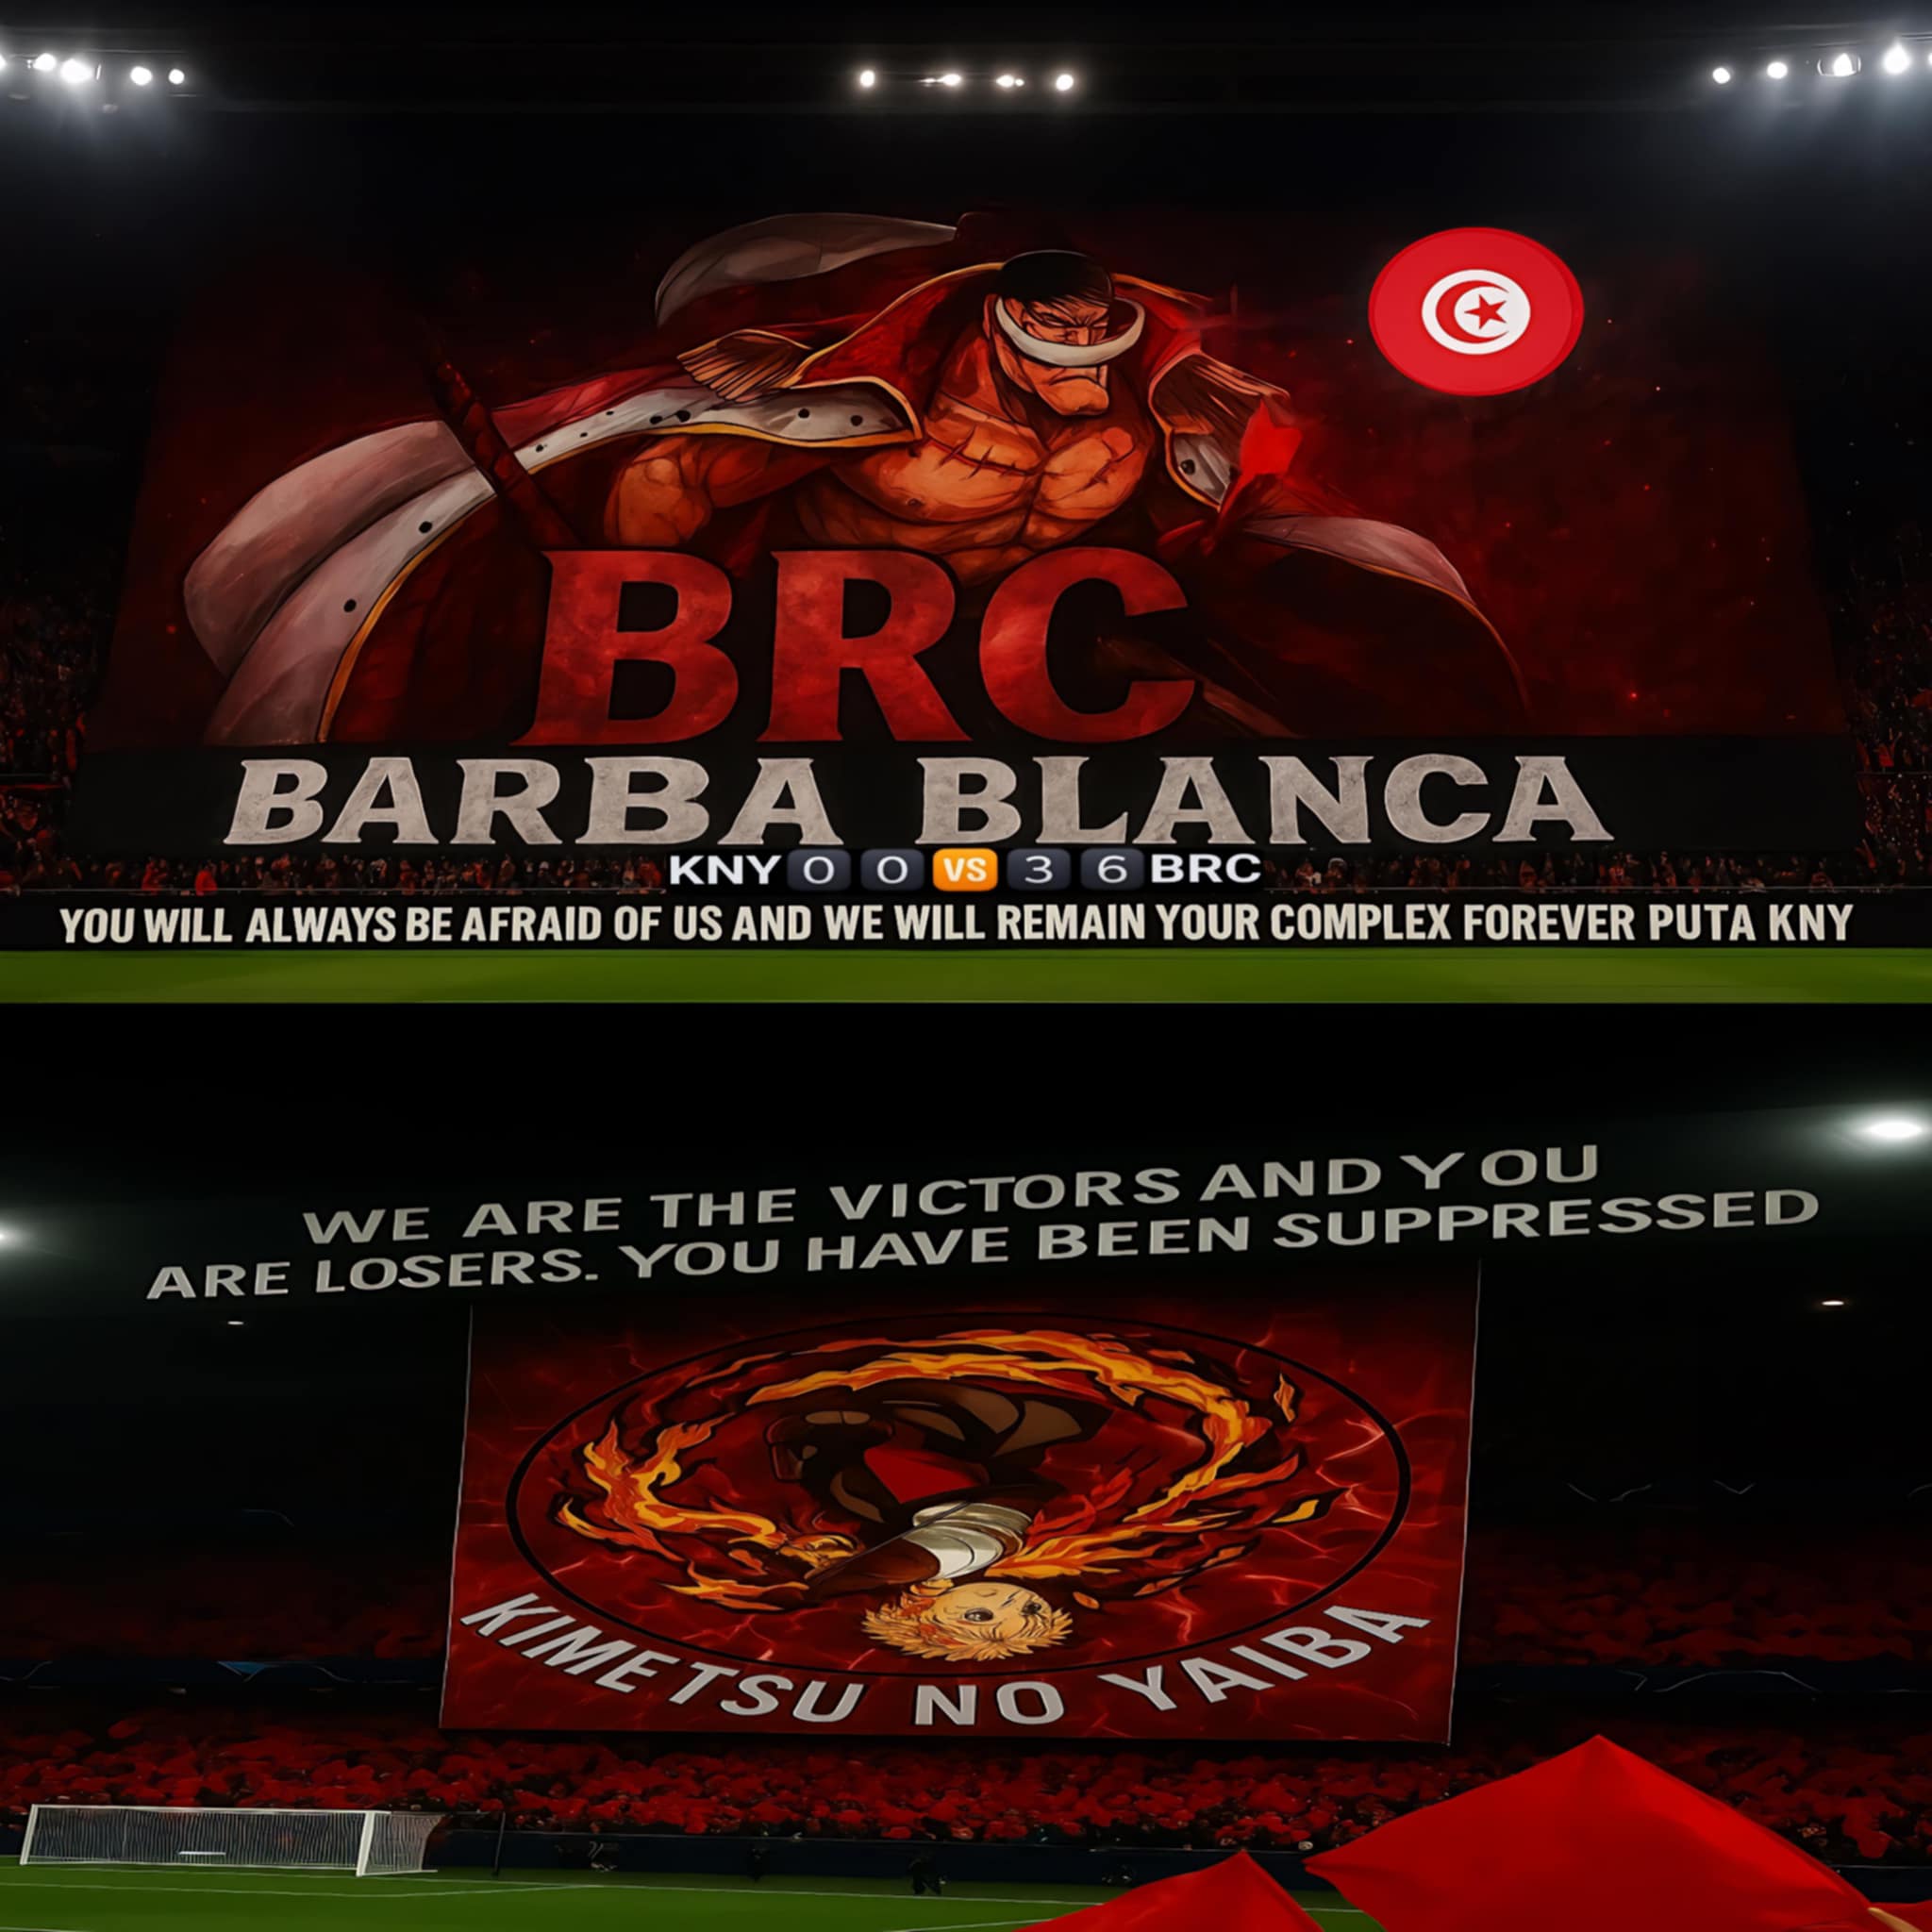 BRC
BARBA BLANCA
KNY 0 0 VS 3 6 BRC
YOU WILL ALWAYS BE AFRAID OF US AND WE WILL REMAIN YOUR COMPLEX FOREVER PUTA KNY
WE ARE THE VICTORS AND YOU
ARE LOSERS. YOU HAVE BEEN SUPPRESSED
KIMETSU NO YAIBA